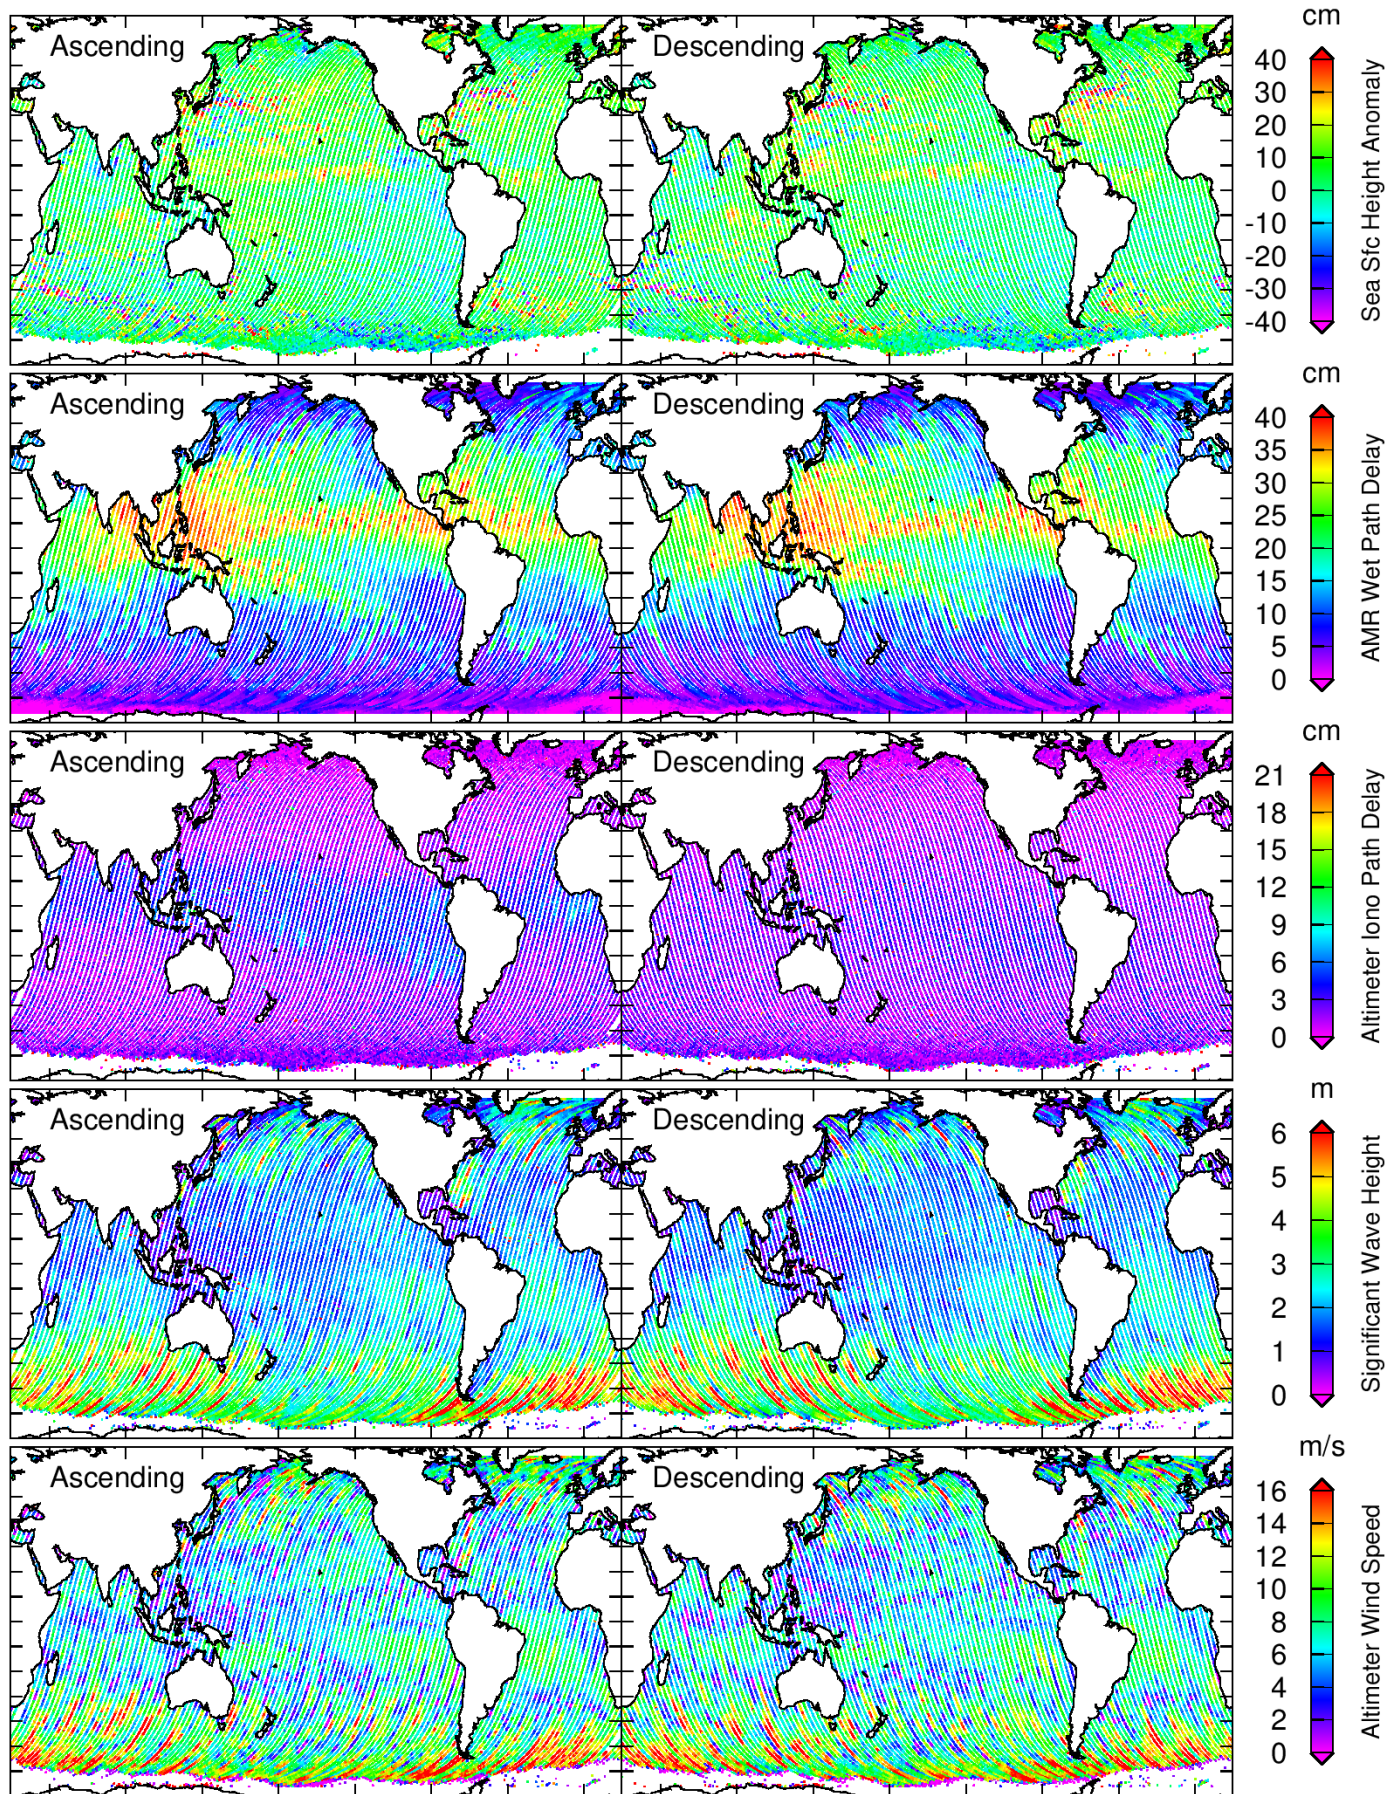 Ascending
Descending
cm
40
30
20
10
0
-10
-20
-30
-40
Sea Sfc Height Anomaly
Ascending
Descending
cm
40
35
30
25
20
15
10
5
0
AMR Wet Path Delay
Ascending
Descending
cm
21
18
15
12
9
6
3
0
Altimeter Iono Path Delay
Ascending
Descending
m
6
5
4
3
2
1
0
Significant Wave Height
Ascending
Descending
m/s
16
14
12
10
8
6
4
2
0
Altimeter Wind Speed